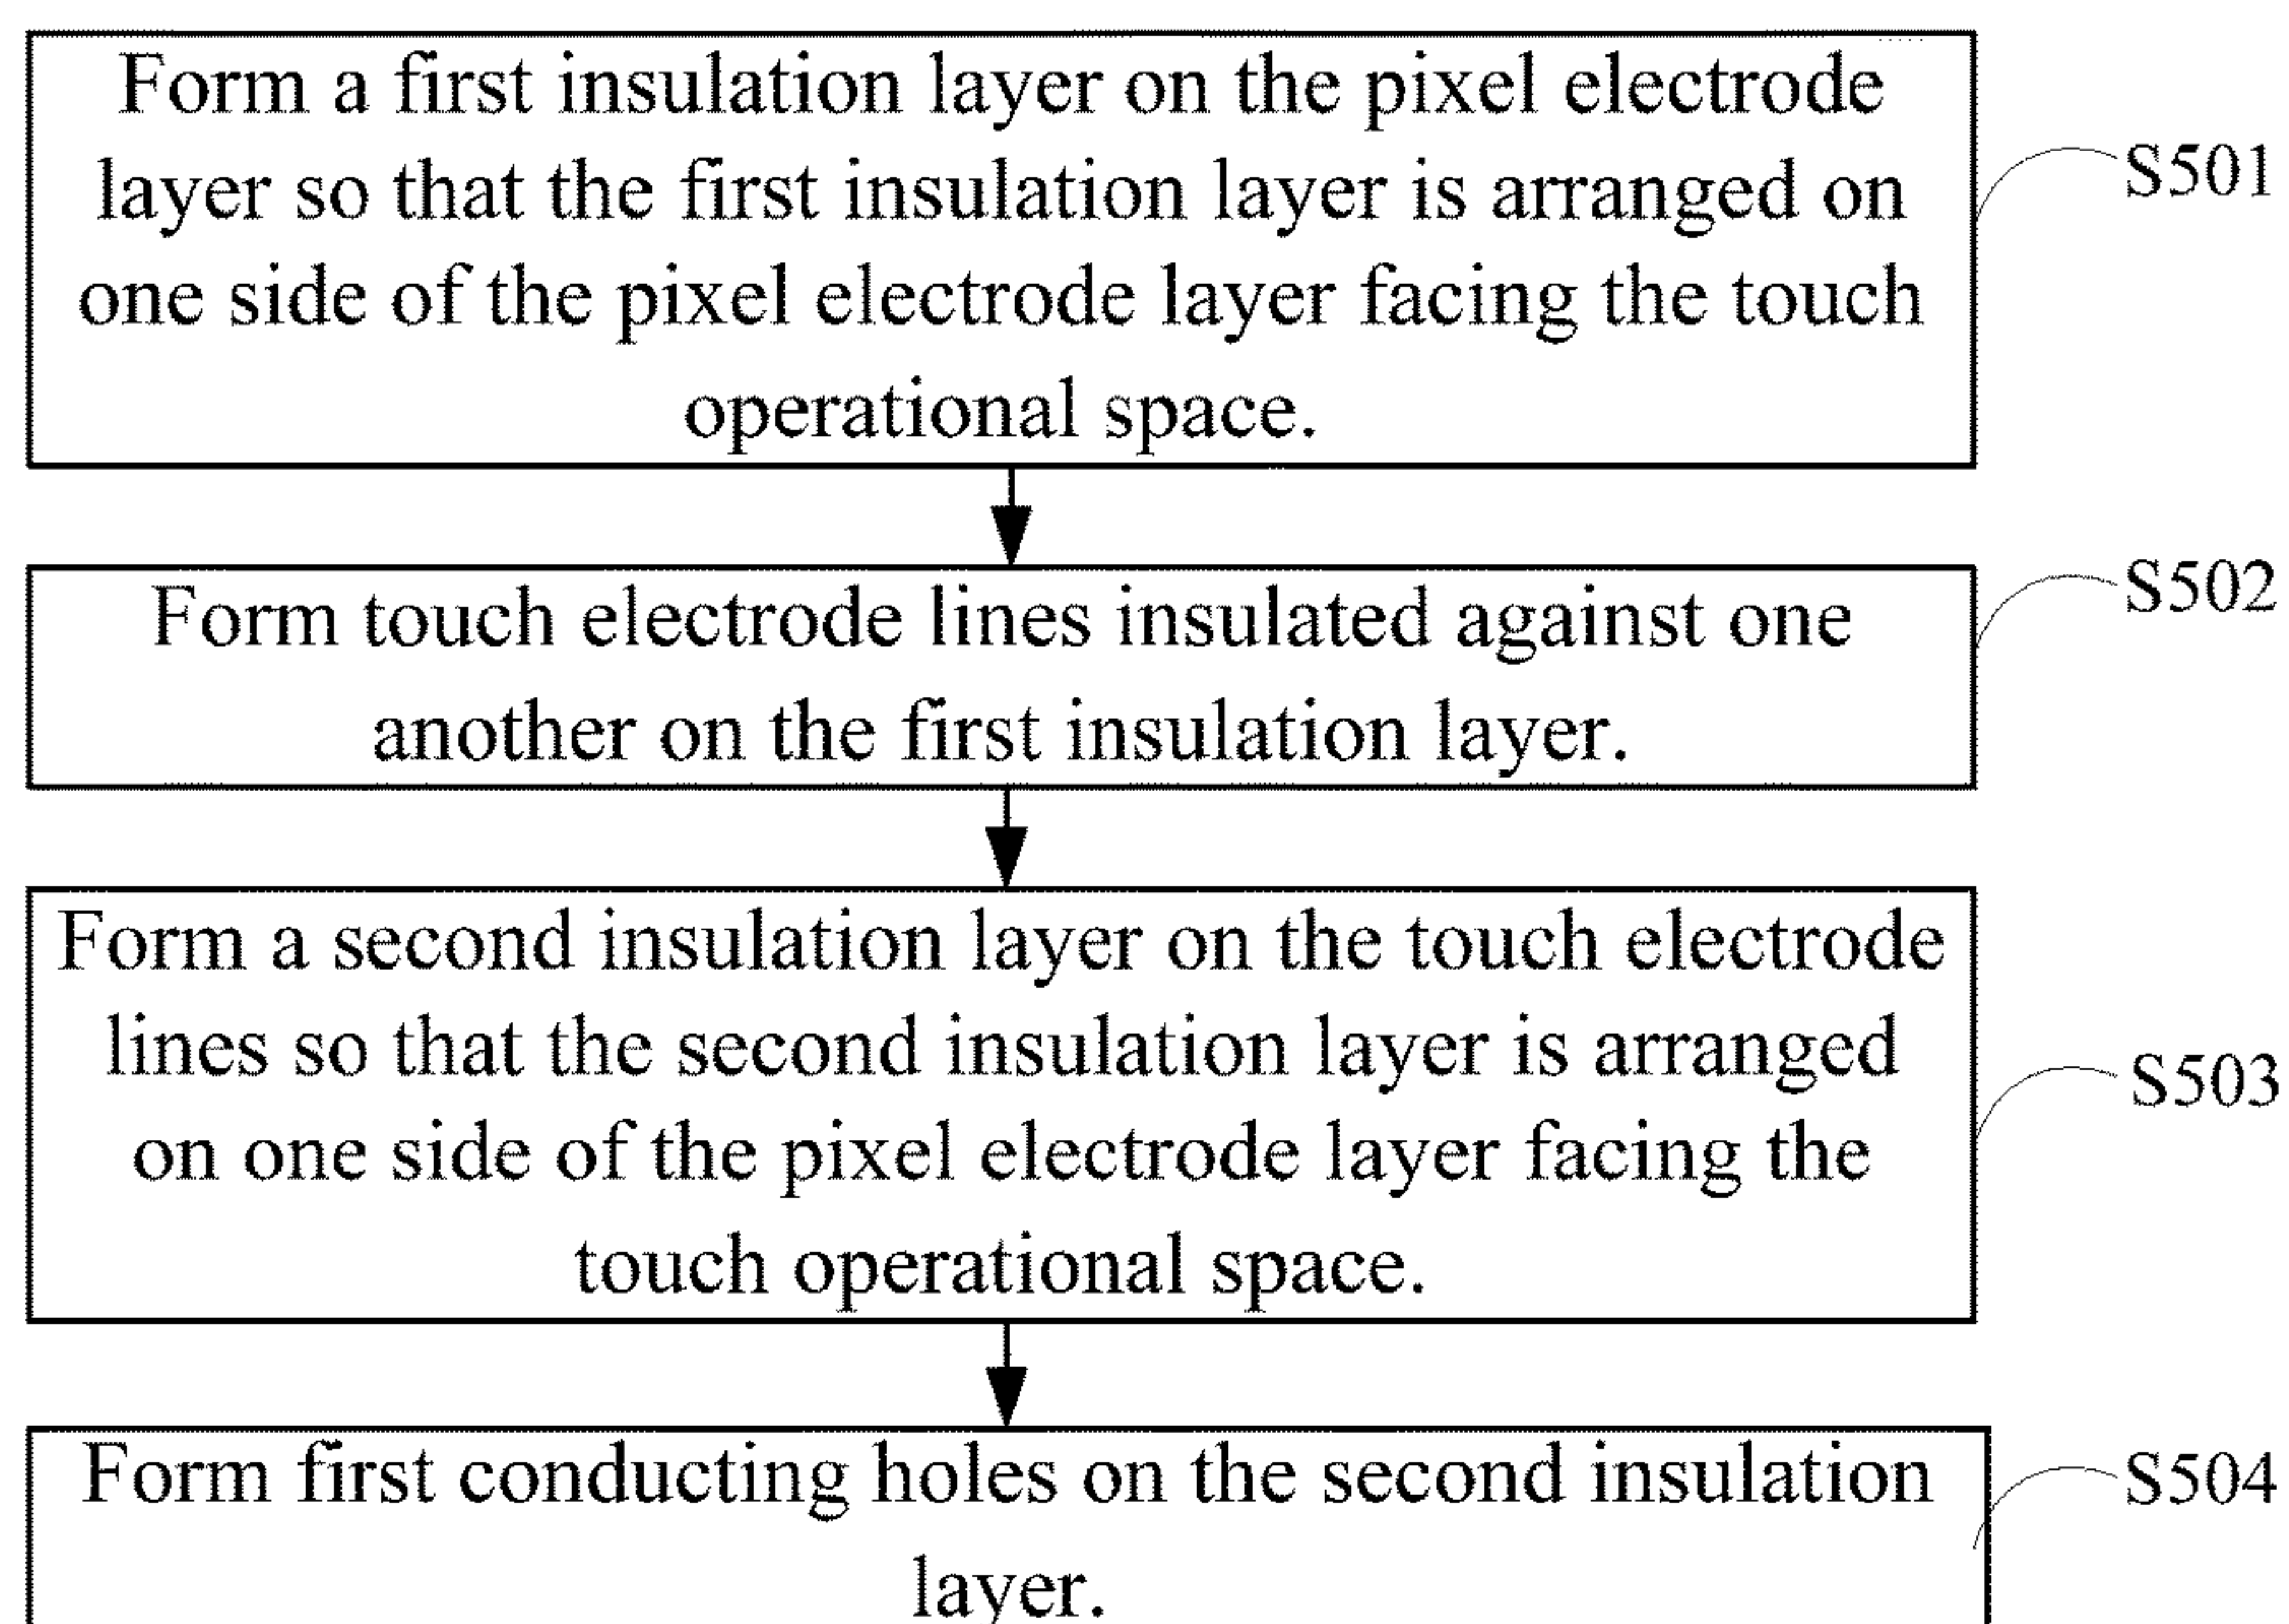 Form a first insulation layer on the pixel electrode
layer so that the first insulation layer is arranged on
one side of the pixel electrode layer facing the touch
operational space.
S501
Form touch electrode lines insulated against one
another on the first insulation layer.
S502
Form a second insulation layer on the touch electrode
lines so that the second insulation layer is arranged
on one side of the pixel electrode layer facing the
touch operational space.
S503
Form first conducting holes on the second insulation
layer.
S504